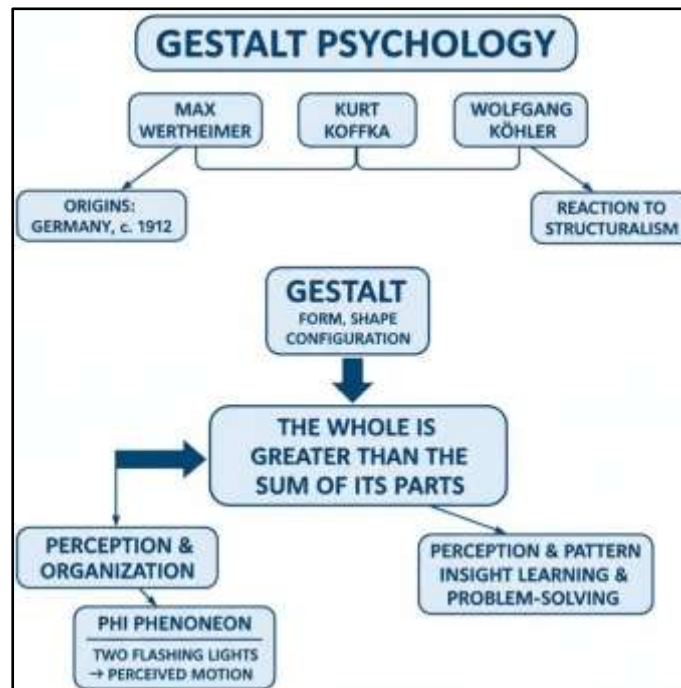 GESTALT PSYCHOLOGY
MAX
WERTHEIMER
KURT
KOFFKA
WOLFGANG
KÖHLER
ORIGINS:
GERMANY, c. 1912
REACTION TO
STRUCTURALISM
GESTALT
FORM, SHAPE
CONFIGURATION
THE WHOLE IS
GREATER THAN THE
SUM OF ITS PARTS
PERCEPTION &
ORGANIZATION
PERCEPTION & PATTERN
INSIGHT LEARNING &
PROBLEM-SOLVING
PHI PHENONEON
TWO FLASHING LIGHTS
→ PERCEIVED MOTION